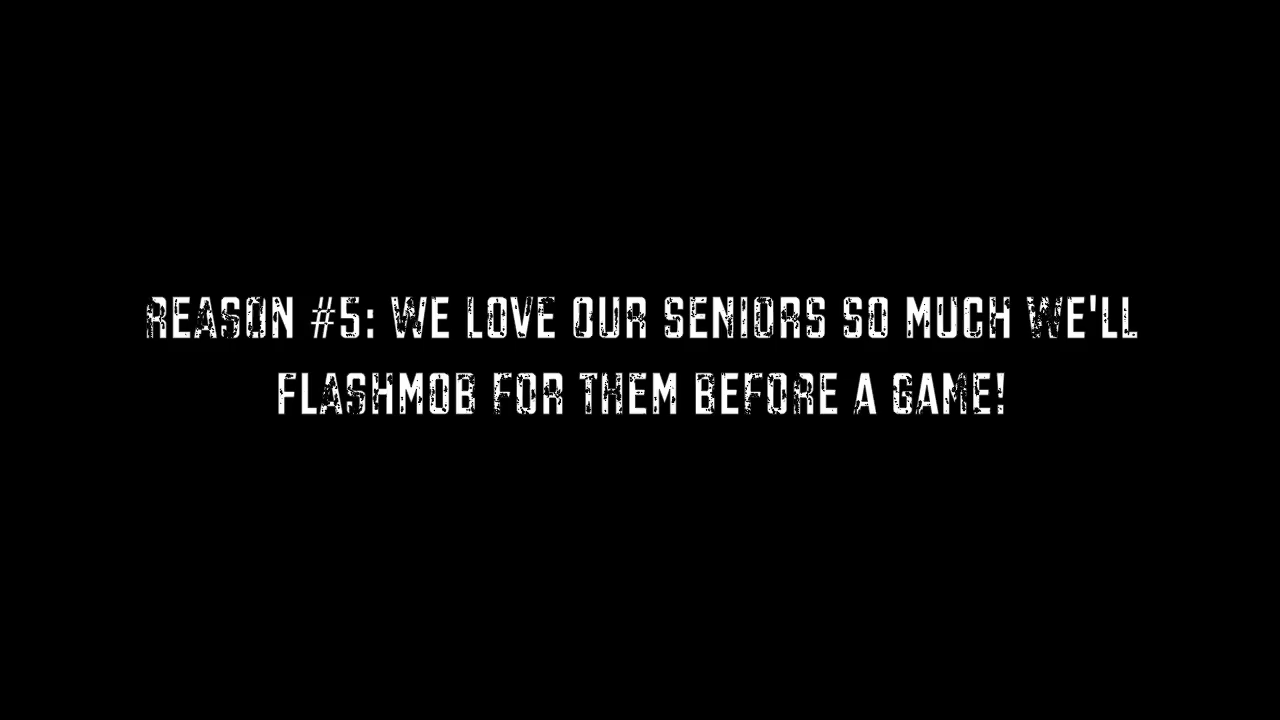 REASON #5: WE LOVE OUR SENIORS SO MUCH WE'LL
FLASHMOB FOR THEM BEFORE A GAME!